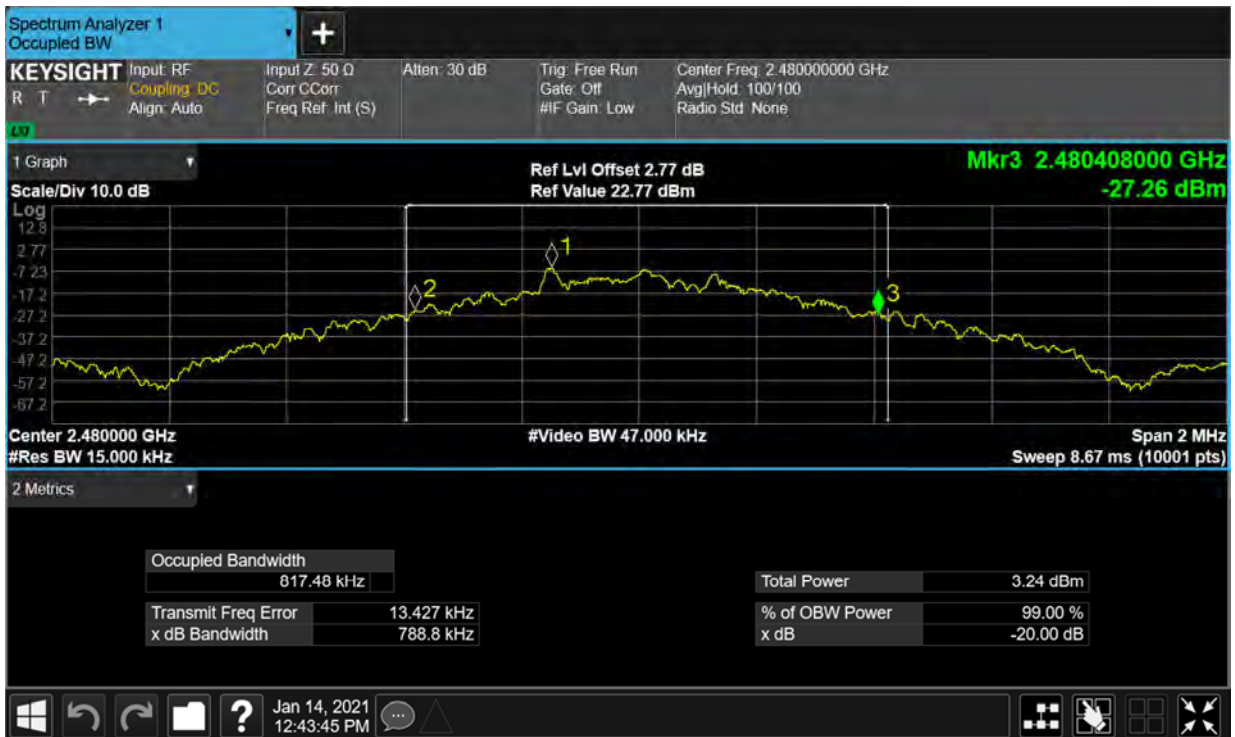 Spectrum Analyzer 1
Occupied BW
+
KEYSIGHT Input: RF Input Z: 50 Ω Atten: 30 dB Trig: Free Run Center Freq: 2.480000000 GHz
R T Coupling: DC Corr CCorr Gate: Off Avg|Hold: 100/100
Align: Auto Freq Ref: Int (S) #IF Gain: Low Radio Std: None
LXI
1 Graph Ref Lvl Offset 2.77 dB Mkr3 2.480408000 GHz
Scale/Div 10.0 dB Ref Value 22.77 dBm -27.26 dBm
Log
12.8
2.77
-7.23
-17.2
-27.2
-37.2
-47.2
-57.2
-67.2
1
2
3
Center 2.480000 GHz #Video BW 47.000 kHz Span 2 MHz
#Res BW 15.000 kHz Sweep 8.67 ms (10001 pts)
2 Metrics
Occupied Bandwidth
817.48 kHz Total Power 3.24 dBm
Transmit Freq Error 13.427 kHz % of OBW Power 99.00 %
x dB Bandwidth 788.8 kHz x dB -20.00 dB
? Jan 14, 2021
12:43:45 PM